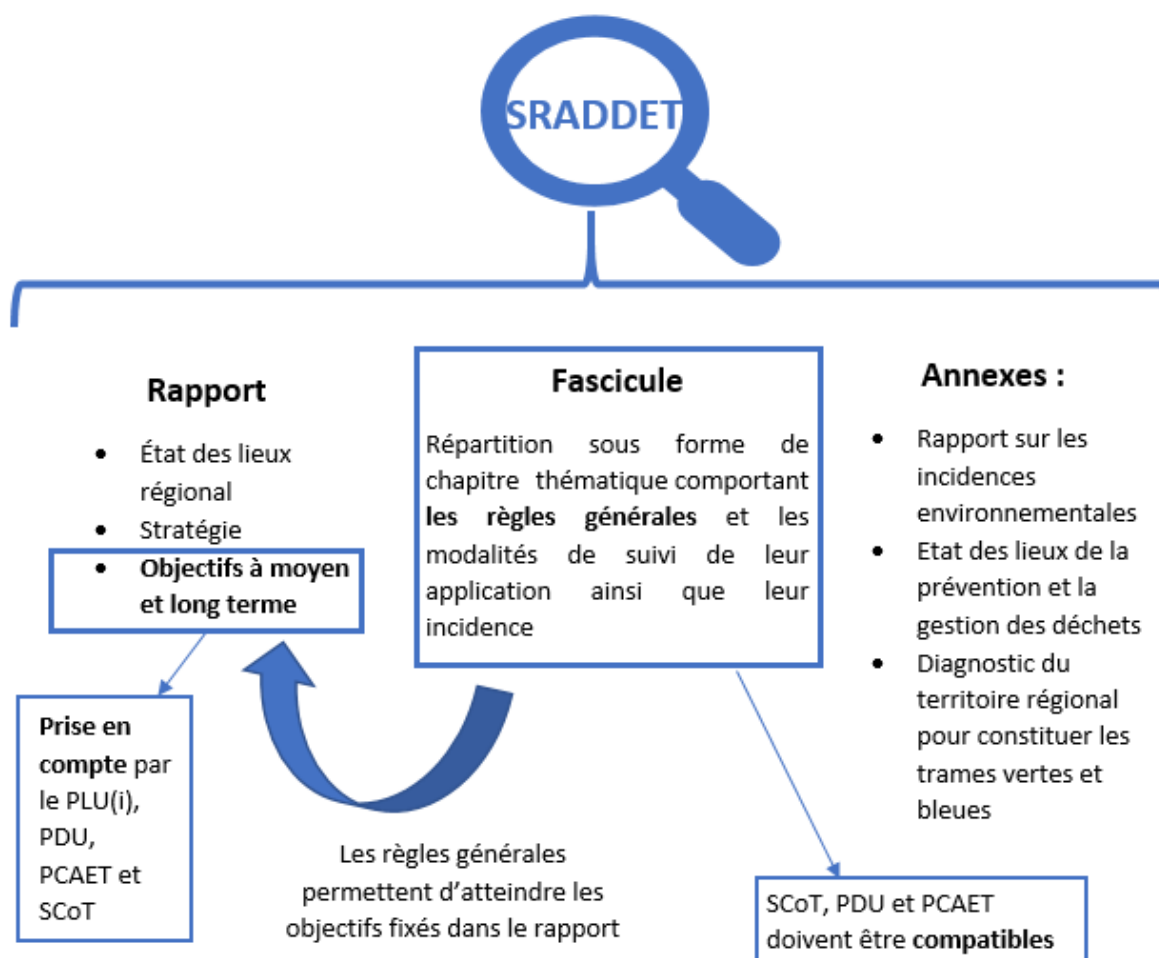 SRADDET
Rapport
• État des lieux
régional
• Stratégie
• Objectifs à moyen
et long terme
Prise en
compte par
le PLU(i),
PDU,
PCAET et
SCoT
Fascicule
Répartition sous forme de
chapitre thématique comportant
les règles générales et les
modalités de suivi de leur
application ainsi que leur
incidence
Les règles générales
permettent d’atteindre les
objectifs fixés dans le rapport
Annexes :
• Rapport sur les
incidences
environnementales
• Etat des lieux de la
prévention et la
gestion des déchets
• Diagnostic du
territoire régional
pour constituer les
trames vertes et
bleues
SCoT, PDU et PCAET
doivent être compatibles